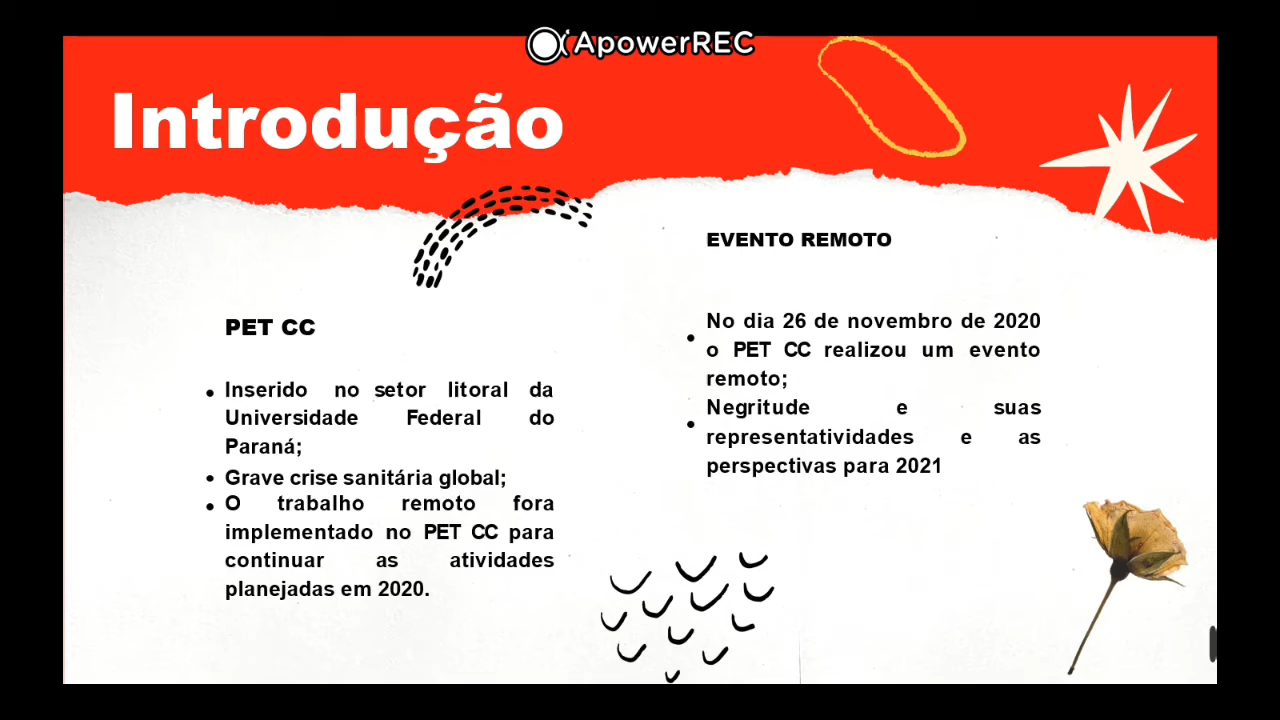 ApowerREC
Introdução
PET CC
Inserido no setor litoral da
Universidade Federal do
Paraná;
Grave crise sanitária global;
O trabalho remoto fora
implementado no PET CC para
continuar as atividades
planejadas em 2020.
EVENTO REMOTO
No dia 26 de novembro de 2020
o PET CC realizou um evento
remoto;
Negritude e suas
representatividades e as
perspectivas para 2021